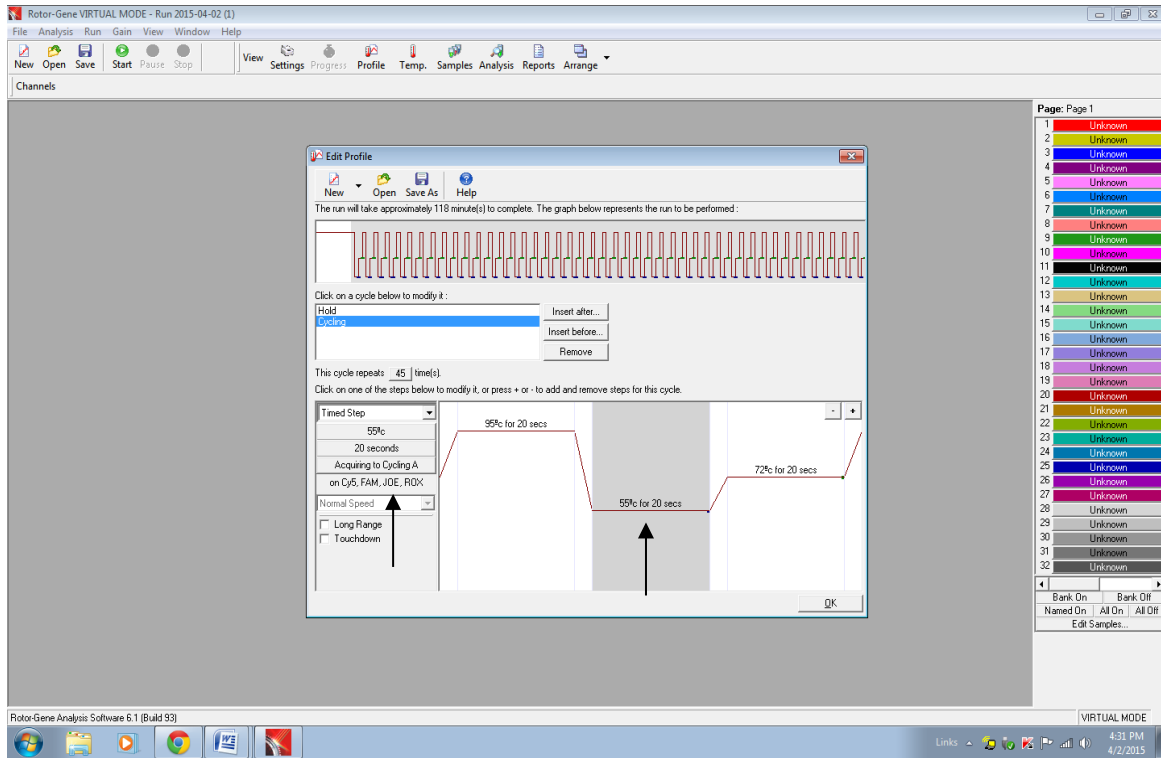 Rotor-Gene VIRTUAL MODE - Run 2015-04-02 (1)
File Analysis Run Gain View Window Help
New Open Save Start Pause Stop View Settings Progress Profile Temp. Samples Analysis Reports Arrange
Channels
Page: Page 1
1 Unknown
2 Unknown
3 Unknown
4 Unknown
5 Unknown
6 Unknown
7 Unknown
8 Unknown
9 Unknown
10 Unknown
11 Unknown
12 Unknown
13 Unknown
14 Unknown
15 Unknown
16 Unknown
17 Unknown
18 Unknown
19 Unknown
20 Unknown
21 Unknown
22 Unknown
23 Unknown
24 Unknown
25 Unknown
26 Unknown
27 Unknown
28 Unknown
29 Unknown
30 Unknown
31 Unknown
32 Unknown
Bank On Bank Off
Named On All On All Off
Edit Samples...
Edit Profile
New Open Save As Help
The run will take approximately 118 minute(s) to complete. The graph below represents the run to be performed :
Click on a cycle below to modify it :
Hold
Cycling
Insert after...
Insert before...
Remove
This cycle repeats 45 time(s).
Click on one of the steps below to modify it, or press + or - to add and remove steps for this cycle.
Timed Step
55ºc
20 seconds
Acquiring to Cycling A
on Cy5, FAM, JOE, ROX
Normal Speed
Long Range
Touchdown
- +
95ºc for 20 secs
55ºc for 20 secs
72ºc for 20 secs
OK
Rotor-Gene Analysis Software 6.1 (Build 93)
VIRTUAL MODE
Links
4:31 PM
4/2/2015